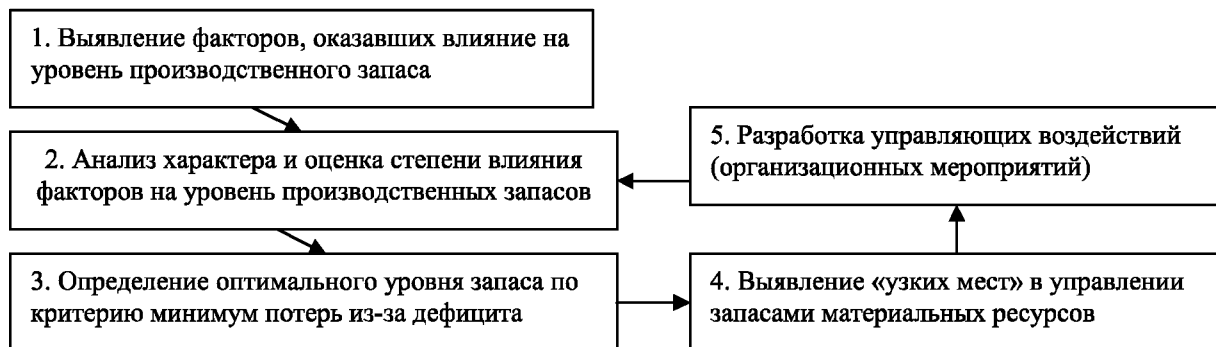 1. Выявление факторов, оказавших влияние на
уровень производственного запаса
2. Анализ характера и оценка степени влияния
факторов на уровень производственных запасов
3. Определение оптимального уровня запаса по
критерию минимум потерь из-за дефицита
4. Выявление «узких мест» в управлении
запасами материальных ресурсов
5. Разработка управляющих воздействий
(организационных мероприятий)